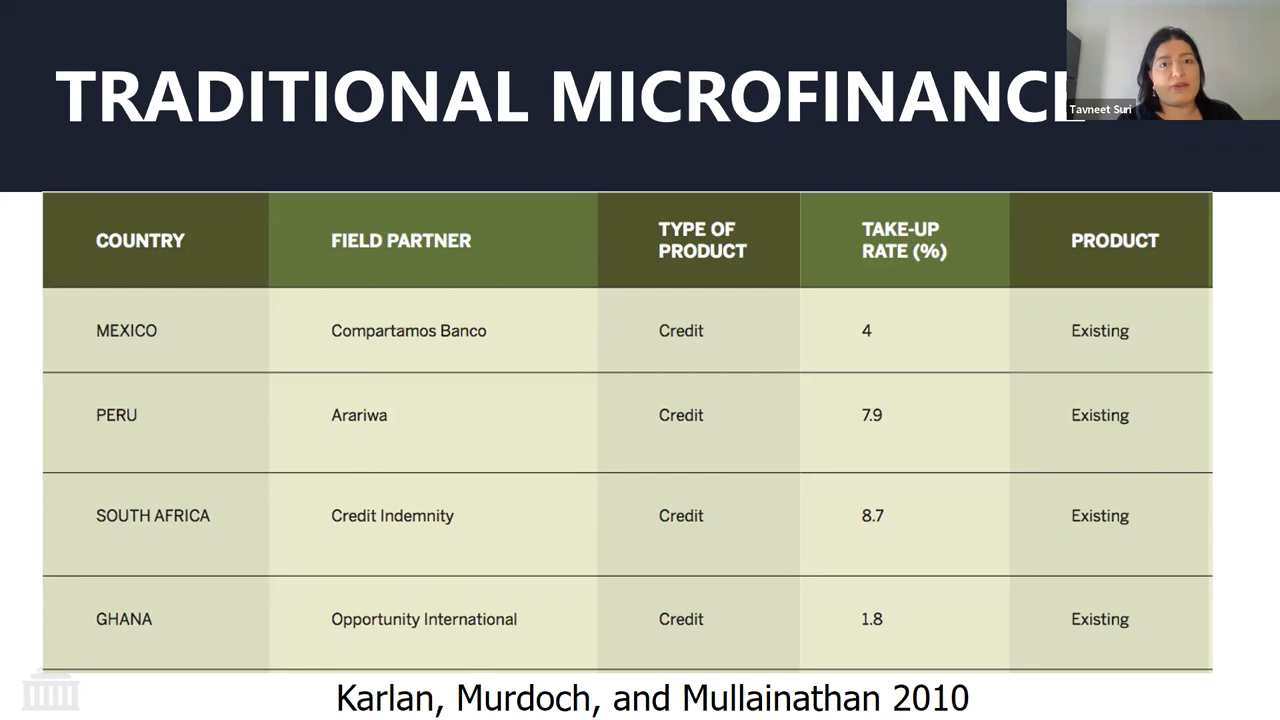 TRADITIONAL MICROFINANCE
Tavneet Suri
COUNTRY FIELD PARTNER TYPE OF PRODUCT TAKE-UP RATE (%) PRODUCT
MEXICO Compartamos Banco Credit 4 Existing
PERU Arariwa Credit 7.9 Existing
SOUTH AFRICA Credit Indemnity Credit 8.7 Existing
GHANA Opportunity International Credit 1.8 Existing
Karlan, Murdoch, and Mullainathan 2010